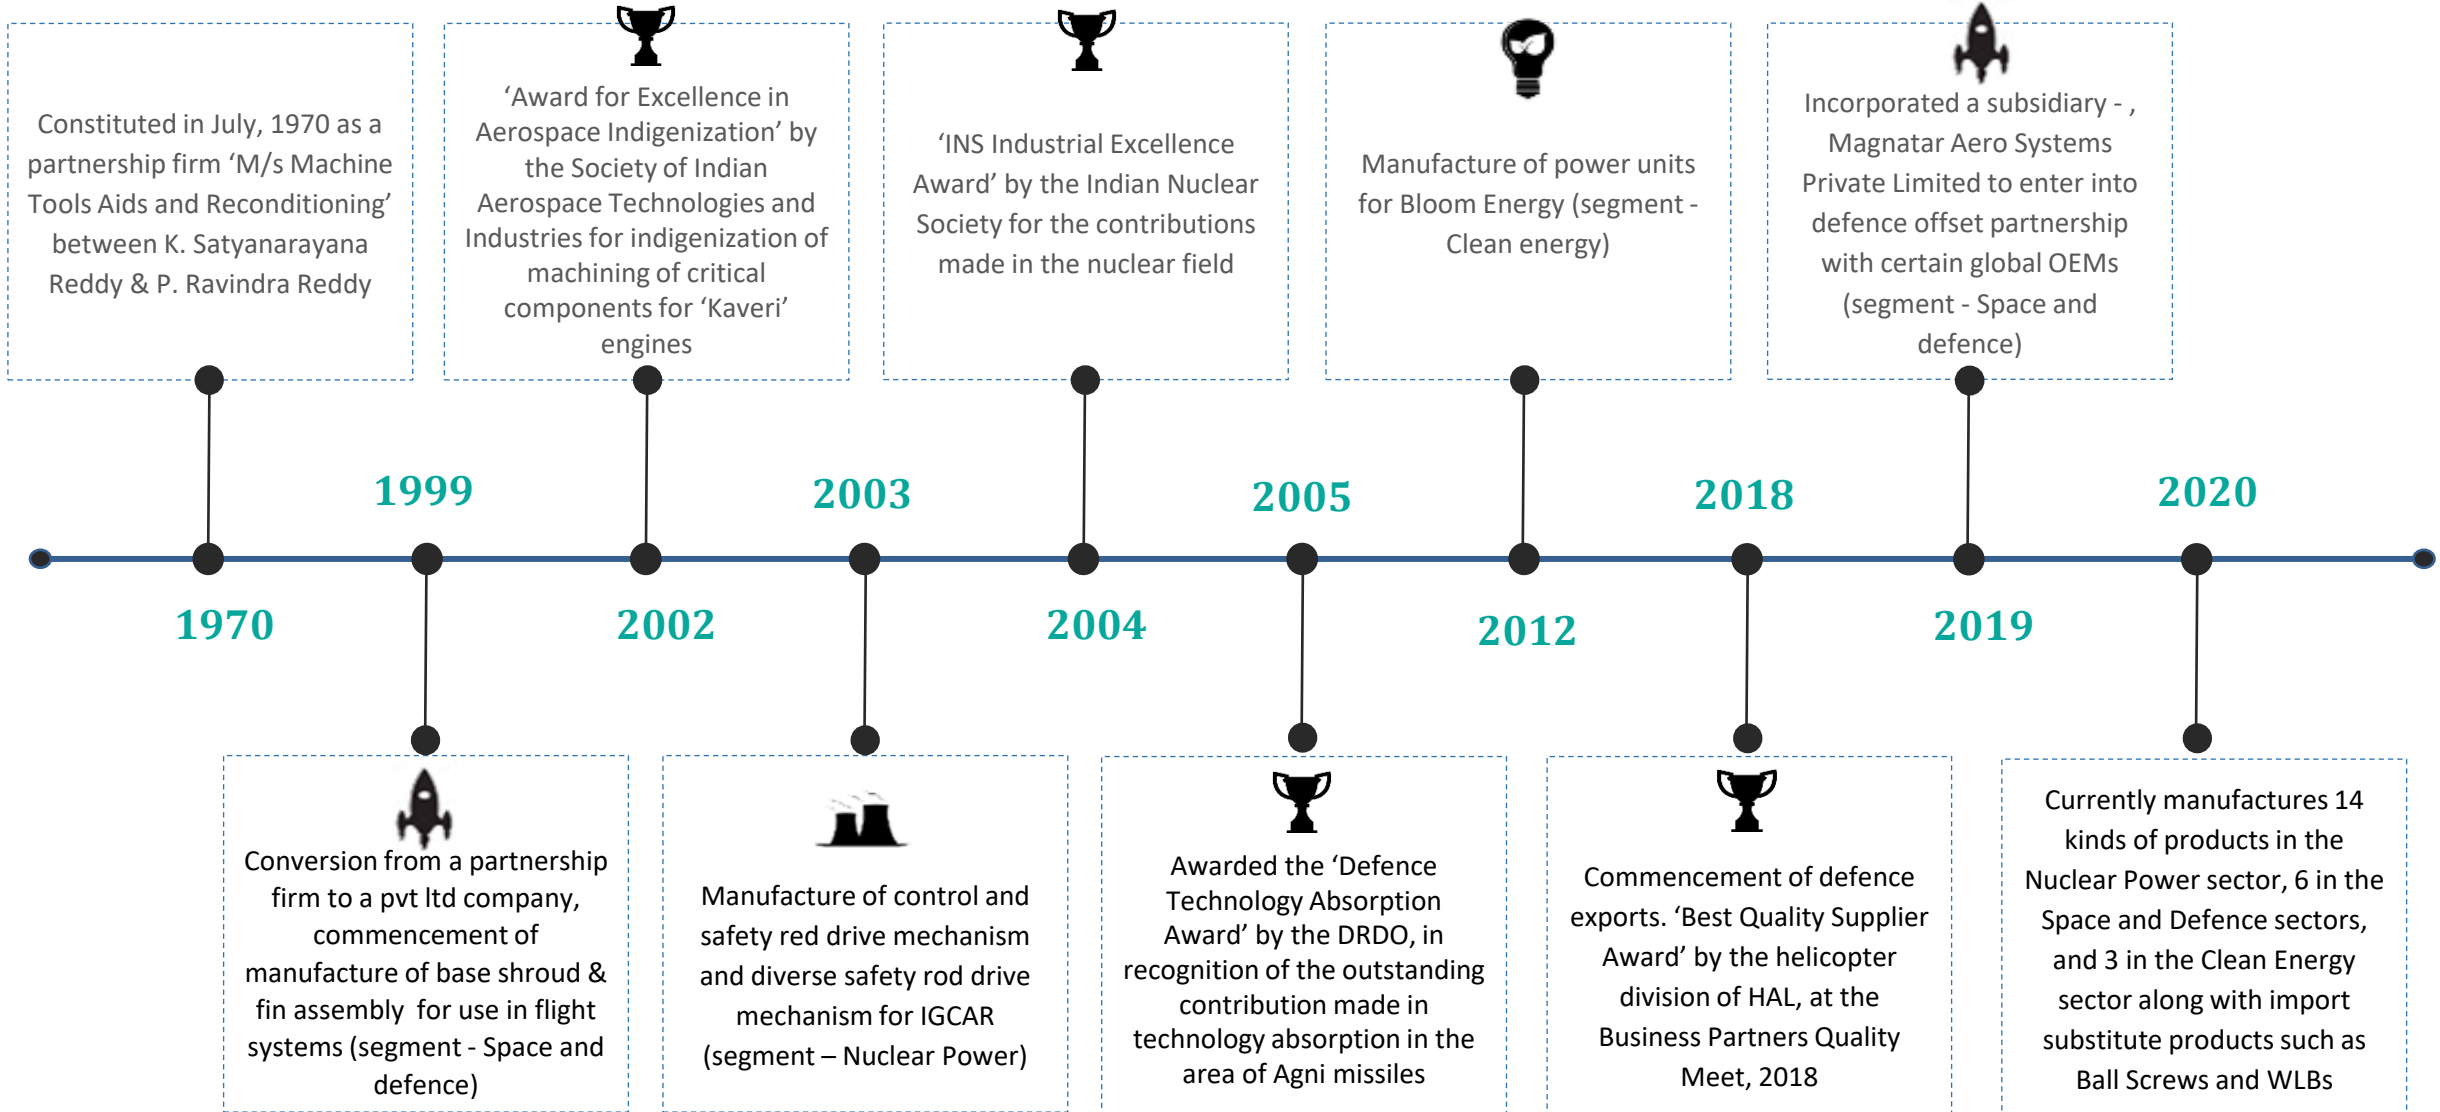 Constituted in July, 1970 as a
partnership firm ‘M/s Machine
Tools Aids and Reconditioning’
between K. Satyanarayana
Reddy & P. Ravindra Reddy
‘Award for Excellence in
Aerospace Indigenization’ by
the Society of Indian
Aerospace Technologies and
Industries for indigenization of
machining of critical
components for ‘Kaveri’
engines
‘INS Industrial Excellence
Award’ by the Indian Nuclear
Society for the contributions
made in the nuclear field
Manufacture of power units
for Bloom Energy (segment -
Clean energy)
Incorporated a subsidiary - ,
Magnatar Aero Systems
Private Limited to enter into
defence offset partnership
with certain global OEMs
(segment - Space and
defence)
1999
2003
2005
2018
2020
1970
2002
2004
2012
2019
Conversion from a partnership
firm to a pvt ltd company,
commencement of
manufacture of base shroud &
fin assembly  for use in flight
systems (segment - Space and
defence)
Manufacture of control and
safety red drive mechanism
and diverse safety rod drive
mechanism for IGCAR
(segment – Nuclear Power)
Awarded the ‘Defence
Technology Absorption
Award’ by the DRDO, in
recognition of the outstanding
contribution made in
technology absorption in the
area of Agni missiles
Commencement of defence
exports. ‘Best Quality Supplier
Award’ by the helicopter
division of HAL, at the
Business Partners Quality
Meet, 2018
Currently manufactures 14
kinds of products in the
Nuclear Power sector, 6 in the
Space and Defence sectors,
and 3 in the Clean Energy
sector along with import
substitute products such as
Ball Screws and WLBs